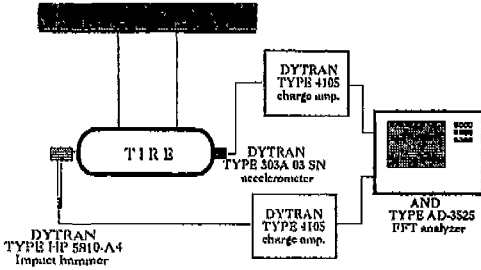 DYTRAN
TYPE 4105
charge amp.
TIRE
DYTRAN
TYPE 303A 03 SN
accelerometer
DYTRAN
TYPE 4105
charge amp.
AND
TYPE AD-3525
FFT analyzer
DYTRAN
TYPE HP 5810-A4
Impact hammer